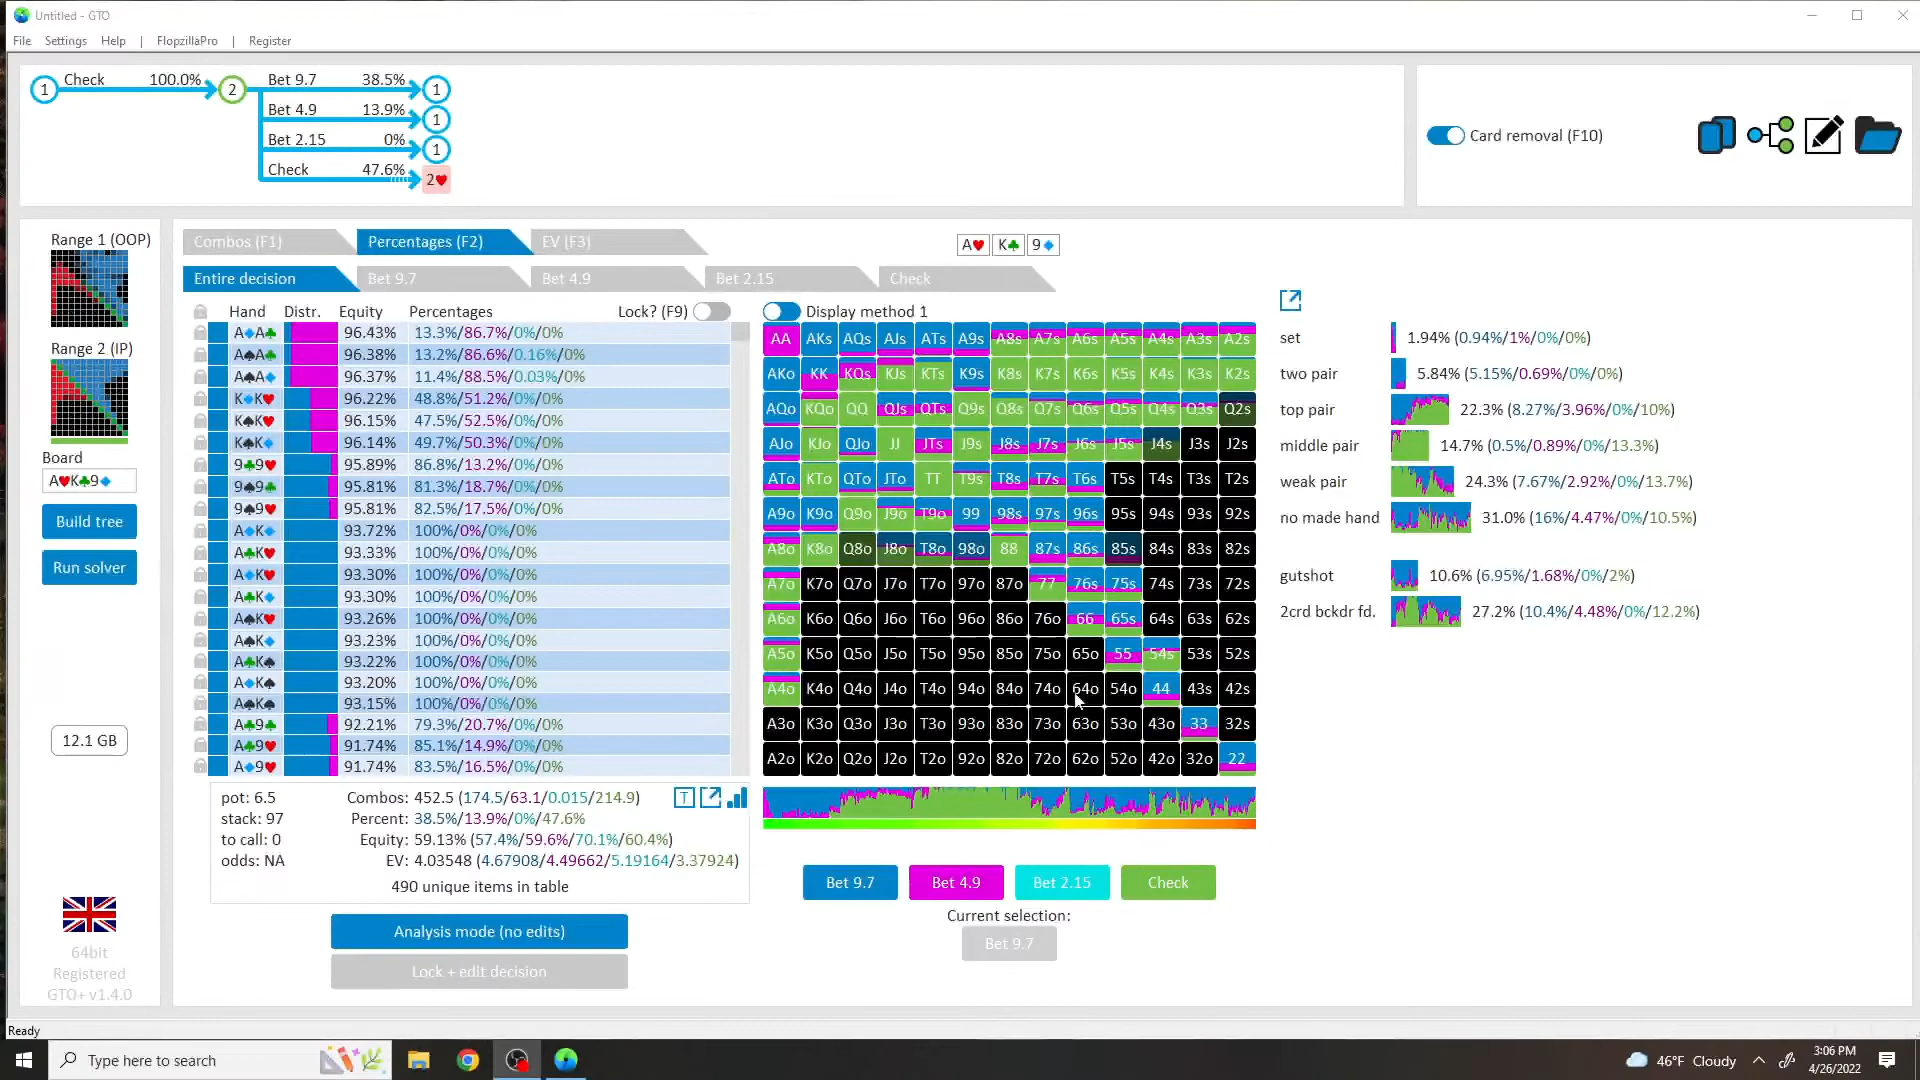 Untitled - GTO
File Settings Help | FlopzillaPro | Register
1 Check 100.0% 2 Bet 9.7 38.5% 1
Bet 4.9 13.9% 1
Bet 2.15 0% 1
Check 47.6% 2♥
Card removal (F10)
Range 1 (OOP)
Range 2 (IP)
Board
A♥K♣9♦
Build tree
Run solver
12.1 GB
64bit
Registered
GTO+ v1.4.0
Combos (F1) Percentages (F2) EV (F3)
A♥ K♣ 9♦
Entire decision Bet 9.7 Bet 4.9 Bet 2.15 Check
Hand Distr. Equity Percentages Lock? (F9)
A♦A♣ 96.43% 13.3%/86.7%/0%/0%
A♠A♣ 96.38% 13.2%/86.6%/0.16%/0%
A♠A♦ 96.37% 11.4%/88.5%/0.03%/0%
K♦K♥ 96.22% 48.8%/51.2%/0%/0%
K♠K♥ 96.15% 47.5%/52.5%/0%/0%
K♠K♦ 96.14% 49.7%/50.3%/0%/0%
9♣9♥ 95.89% 86.8%/13.2%/0%/0%
9♠9♣ 95.81% 81.3%/18.7%/0%/0%
9♠9♥ 95.81% 82.5%/17.5%/0%/0%
A♦K♦ 93.72% 100%/0%/0%/0%
A♣K♥ 93.33% 100%/0%/0%/0%
A♦K♥ 93.30% 100%/0%/0%/0%
A♣K♦ 93.30% 100%/0%/0%/0%
A♠K♥ 93.26% 100%/0%/0%/0%
A♠K♦ 93.23% 100%/0%/0%/0%
A♣K♠ 93.22% 100%/0%/0%/0%
A♦K♠ 93.20% 100%/0%/0%/0%
A♠K♠ 93.15% 100%/0%/0%/0%
A♣9♣ 92.21% 79.3%/20.7%/0%/0%
A♣9♥ 91.74% 85.1%/14.9%/0%/0%
A♦9♥ 91.74% 83.5%/16.5%/0%/0%
pot: 6.5 Combos: 452.5 (174.5/63.1/0.015/214.9) T
stack: 97 Percent: 38.5%/13.9%/0%/47.6%
to call: 0 Equity: 59.13% (57.4%/59.6%/70.1%/60.4%)
odds: NA EV: 4.03548 (4.67908/4.49662/5.19164/3.37924)
490 unique items in table
Analysis mode (no edits)
Lock + edit decision
Display method 1
AA AKs AQs AJs ATs A9s A8s A7s A6s A5s A4s A3s A2s
AKo KK KQs KJs KTs K9s K8s K7s K6s K5s K4s K3s K2s
AQo KQo QQ QJs QTs Q9s Q8s Q7s Q6s Q5s Q4s Q3s Q2s
AJo KJo QJo JJ JTs J9s J8s J7s J6s J5s J4s J3s J2s
ATo KTo QTo JTo TT T9s T8s T7s T6s T5s T4s T3s T2s
A9o K9o Q9o J9o T9o 99 98s 97s 96s 95s 94s 93s 92s
A8o K8o Q8o J8o T8o 98o 88 87s 86s 85s 84s 83s 82s
A7o K7o Q7o J7o T7o 97o 87o 77 76s 75s 74s 73s 72s
A6o K6o Q6o J6o T6o 96o 86o 76o 66 65s 64s 63s 62s
A5o K5o Q5o J5o T5o 95o 85o 75o 65o 55 54s 53s 52s
A4o K4o Q4o J4o T4o 94o 84o 74o 64o 54o 44 43s 42s
A3o K3o Q3o J3o T3o 93o 83o 73o 63o 53o 43o 33 32s
A2o K2o Q2o J2o T2o 92o 82o 72o 62o 52o 42o 32o 22
Bet 9.7 Bet 4.9 Bet 2.15 Check
Current selection:
Bet 9.7
set 1.94% (0.94%/1%/0%/0%)
two pair 5.84% (5.15%/0.69%/0%/0%)
top pair 22.3% (8.27%/3.96%/0%/10%)
middle pair 14.7% (0.5%/0.89%/0%/13.3%)
weak pair 24.3% (7.67%/2.92%/0%/13.7%)
no made hand 31.0% (16%/4.47%/0%/10.5%)
gutshot 10.6% (6.95%/1.68%/0%/2%)
2crd bckdr fd. 27.2% (10.4%/4.48%/0%/12.2%)
Ready
Type here to search
46°F Cloudy
3:06 PM
4/26/2022